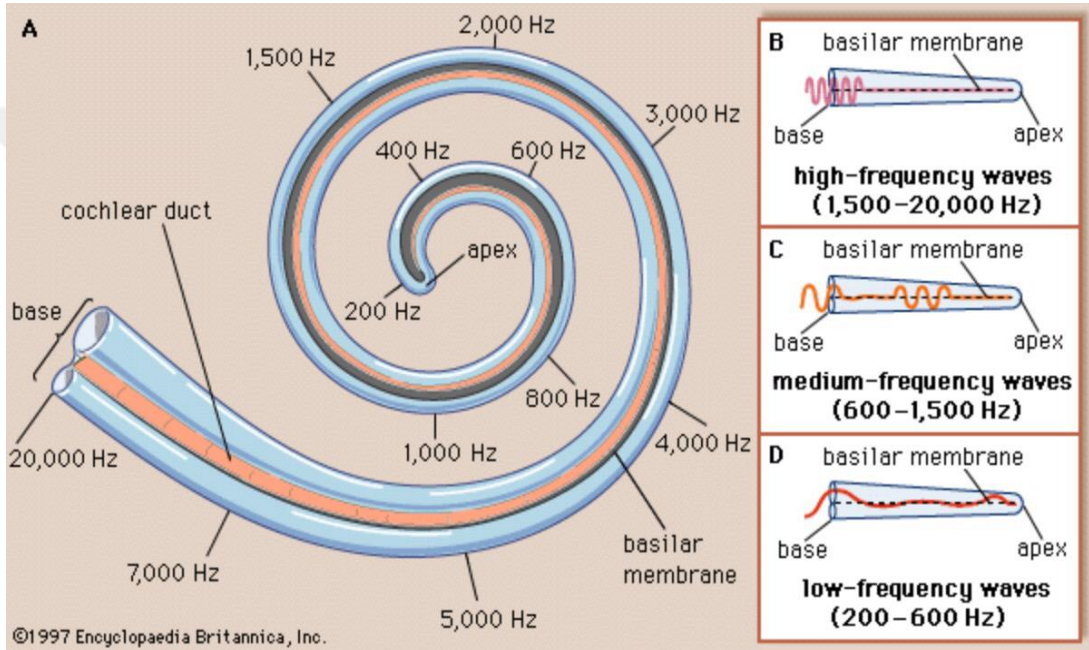 A
2,000 Hz
1,500 Hz
3,000 Hz
400 Hz
600 Hz
cochlear duct
apex
200 Hz
base
800 Hz
4,000 Hz
1,000 Hz
20,000 Hz
basilar
membrane
7,000 Hz
5,000 Hz
©1997 Encyclopaedia Britannica, Inc.
B
basilar membrane
base
apex
high-frequency waves
(1,500–20,000 Hz)
C
basilar membrane
base
apex
medium-frequency waves
(600–1,500 Hz)
D
basilar membrane
base
apex
low-frequency waves
(200–600 Hz)